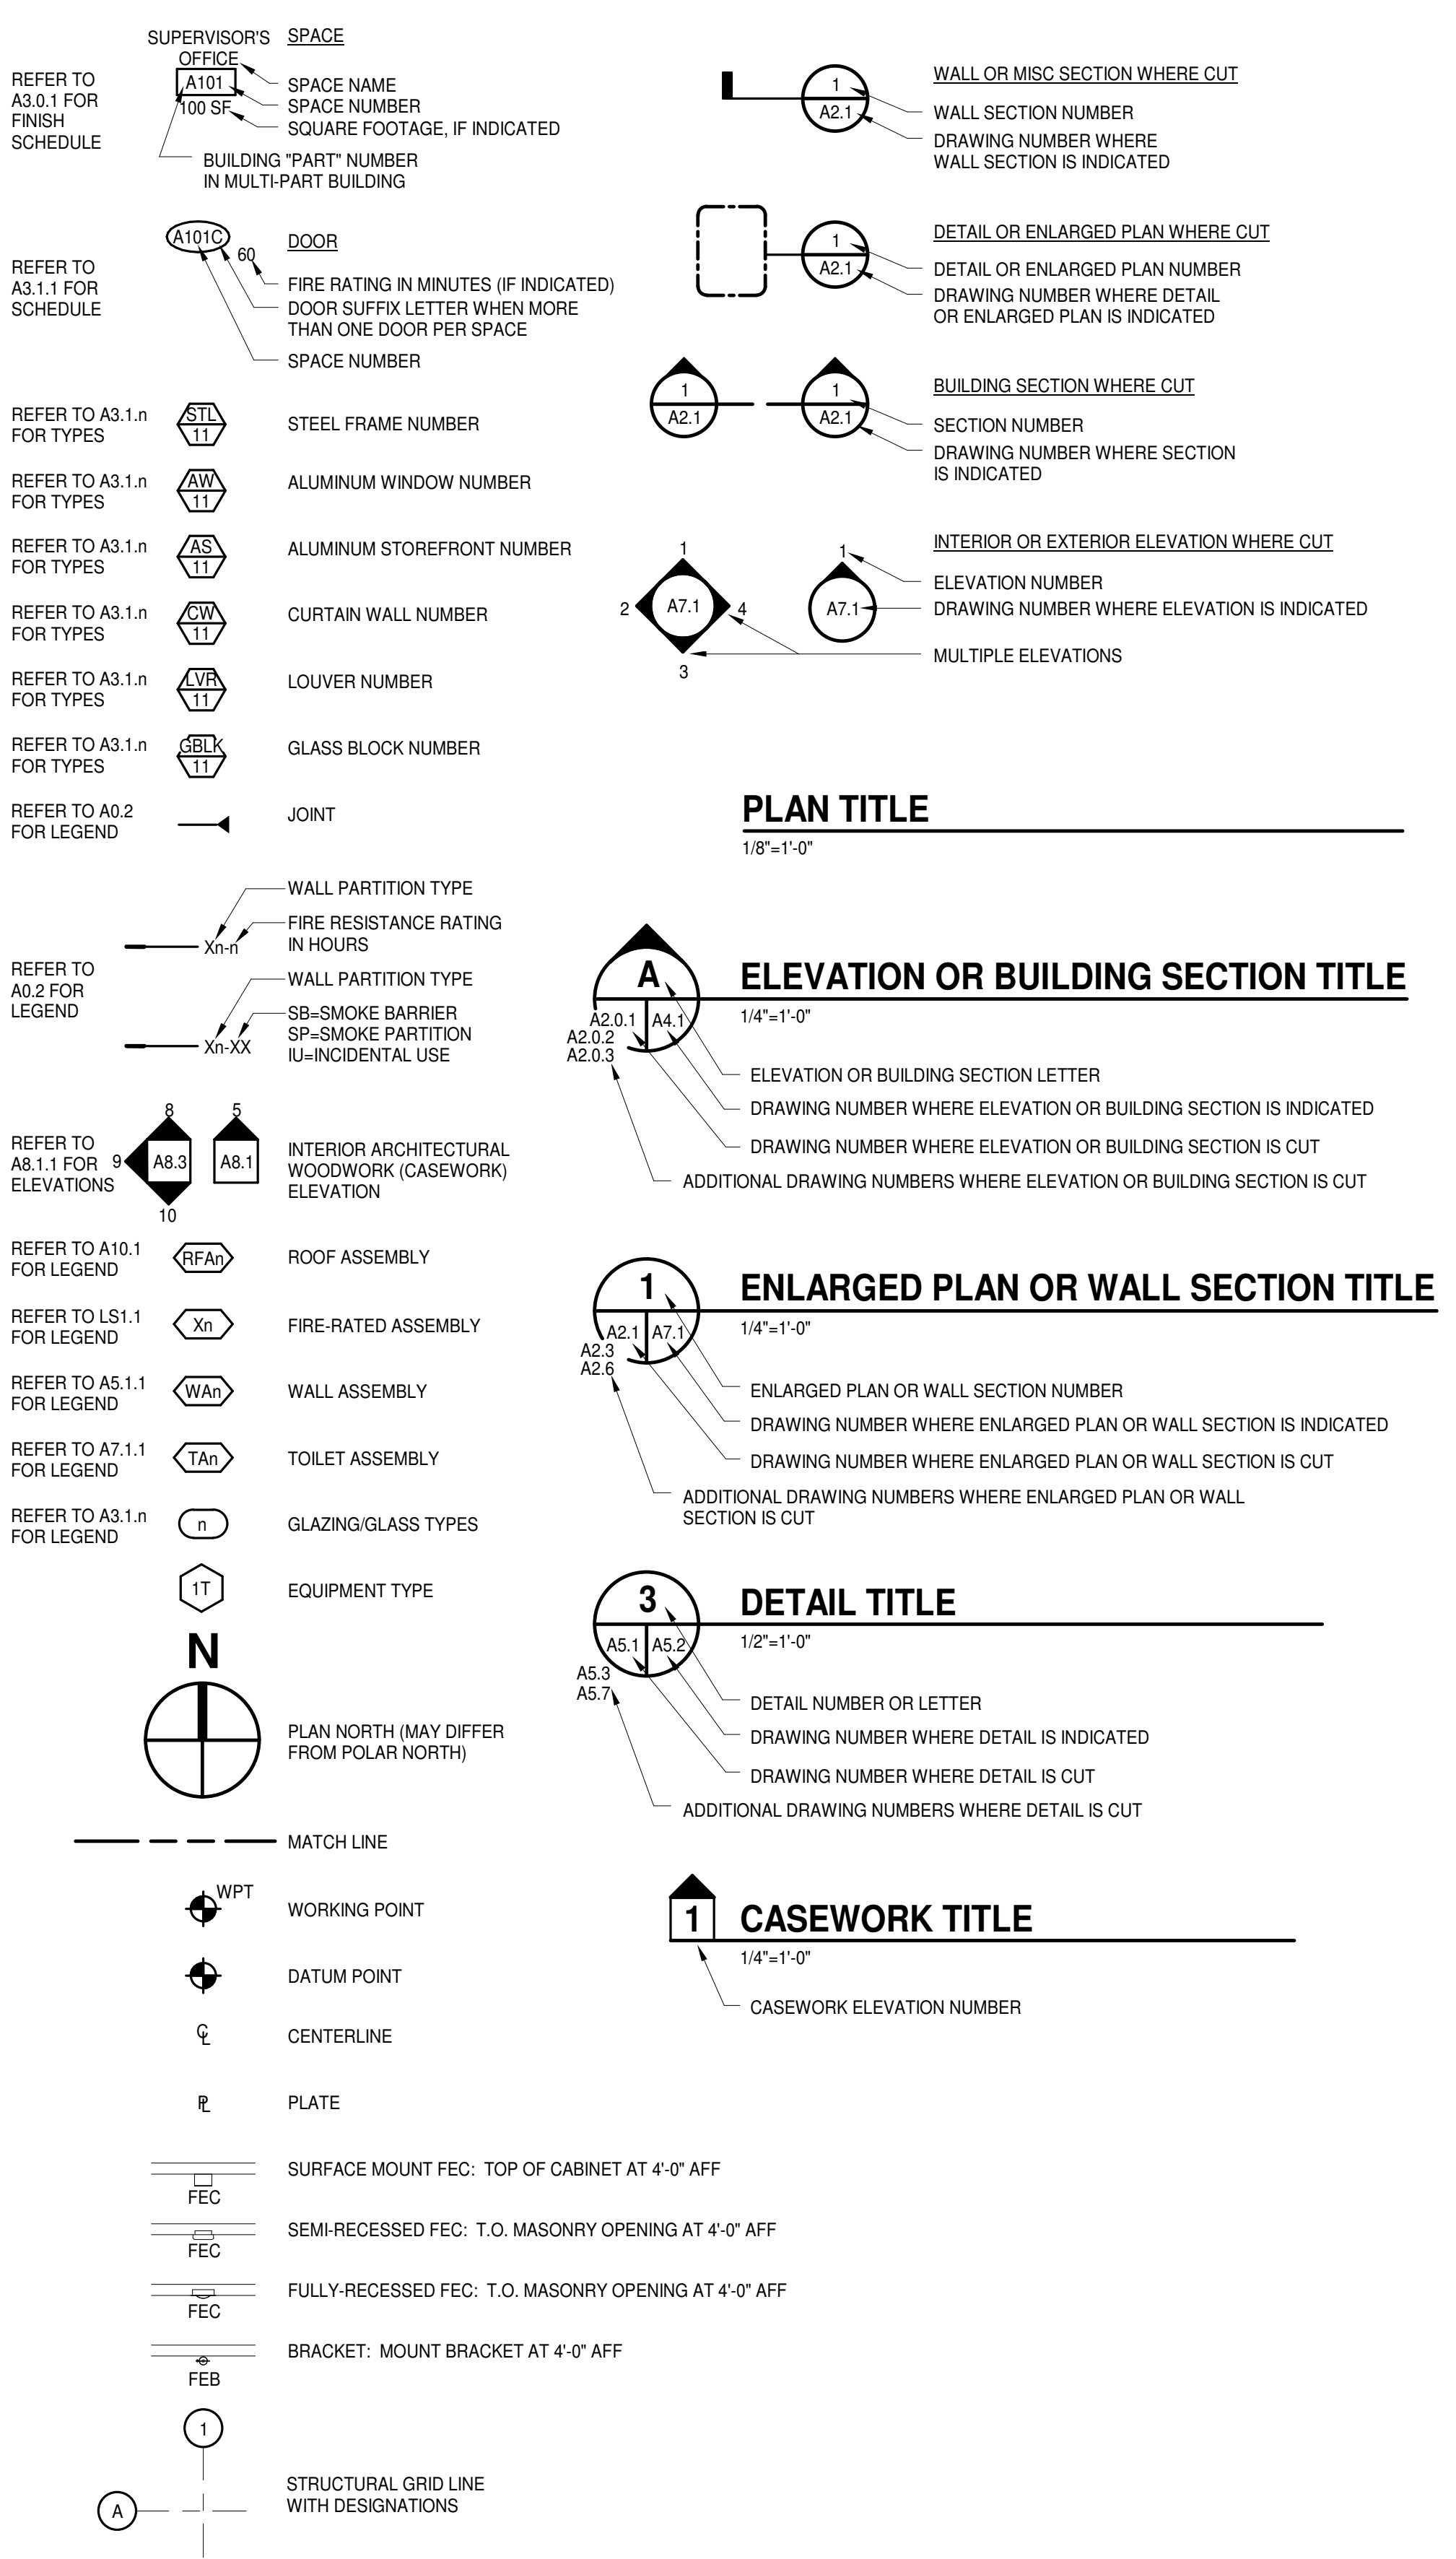 SUPERVISOR'S
OFFICE
SPACE
REFER TO
A3.0.1 FOR
FINISH
SCHEDULE
A101
100 SF
SPACE NAME
SPACE NUMBER
SQUARE FOOTAGE, IF INDICATED
BUILDING "PART" NUMBER
IN MULTI-PART BUILDING
A101C
60
DOOR
REFER TO
A3.1.1 FOR
SCHEDULE
FIRE RATING IN MINUTES (IF INDICATED)
DOOR SUFFIX LETTER WHEN MORE
THAN ONE DOOR PER SPACE
SPACE NUMBER
REFER TO A3.1.n
FOR TYPES
STL
11
STEEL FRAME NUMBER
REFER TO A3.1.n
FOR TYPES
AW
11
ALUMINUM WINDOW NUMBER
REFER TO A3.1.n
FOR TYPES
AS
11
ALUMINUM STOREFRONT NUMBER
REFER TO A3.1.n
FOR TYPES
CW
11
CURTAIN WALL NUMBER
REFER TO A3.1.n
FOR TYPES
LVR
11
LOUVER NUMBER
REFER TO A3.1.n
FOR TYPES
GBLK
11
GLASS BLOCK NUMBER
REFER TO A0.2
FOR LEGEND
JOINT
REFER TO
A0.2 FOR
LEGEND
Xn-n
WALL PARTITION TYPE
FIRE RESISTANCE RATING
IN HOURS
Xn-XX
WALL PARTITION TYPE
SB=SMOKE BARRIER
SP=SMOKE PARTITION
IU=INCIDENTAL USE
REFER TO
A8.1.1 FOR
ELEVATIONS
8
9
A8.3
10
5
A8.1
INTERIOR ARCHITECTURAL
WOODWORK (CASEWORK)
ELEVATION
REFER TO A10.1
FOR LEGEND
RFAn
ROOF ASSEMBLY
REFER TO LS1.1
FOR LEGEND
Xn
FIRE-RATED ASSEMBLY
REFER TO A5.1.1
FOR LEGEND
WAn
WALL ASSEMBLY
REFER TO A7.1.1
FOR LEGEND
TAn
TOILET ASSEMBLY
REFER TO A3.1.n
FOR LEGEND
n
GLAZING/GLASS TYPES
1T
EQUIPMENT TYPE
N
PLAN NORTH (MAY DIFFER
FROM POLAR NORTH)
MATCH LINE
WPT
WORKING POINT
DATUM POINT
CL
CENTERLINE
PL
PLATE
FEC
SURFACE MOUNT FEC: TOP OF CABINET AT 4'-0" AFF
FEC
SEMI-RECESSED FEC: T.O. MASONRY OPENING AT 4'-0" AFF
FEC
FULLY-RECESSED FEC: T.O. MASONRY OPENING AT 4'-0" AFF
FEB
BRACKET: MOUNT BRACKET AT 4'-0" AFF
1
A
STRUCTURAL GRID LINE
WITH DESIGNATIONS
1
A2.1
WALL OR MISC SECTION WHERE CUT
WALL SECTION NUMBER
DRAWING NUMBER WHERE
WALL SECTION IS INDICATED
1
A2.1
DETAIL OR ENLARGED PLAN WHERE CUT
DETAIL OR ENLARGED PLAN NUMBER
DRAWING NUMBER WHERE DETAIL
OR ENLARGED PLAN IS INDICATED
1
A2.1
1
A2.1
BUILDING SECTION WHERE CUT
SECTION NUMBER
DRAWING NUMBER WHERE SECTION
IS INDICATED
1
2
A7.1
4
3
1
A7.1
INTERIOR OR EXTERIOR ELEVATION WHERE CUT
ELEVATION NUMBER
DRAWING NUMBER WHERE ELEVATION IS INDICATED
MULTIPLE ELEVATIONS
PLAN TITLE
1/8"=1'-0"
A
ELEVATION OR BUILDING SECTION TITLE
1/4"=1'-0"
A2.0.1
A4.1
A2.0.2
A2.0.3
ELEVATION OR BUILDING SECTION LETTER
DRAWING NUMBER WHERE ELEVATION OR BUILDING SECTION IS INDICATED
DRAWING NUMBER WHERE ELEVATION OR BUILDING SECTION IS CUT
ADDITIONAL DRAWING NUMBERS WHERE ELEVATION OR BUILDING SECTION IS CUT
1
ENLARGED PLAN OR WALL SECTION TITLE
1/4"=1'-0"
A2.1
A7.1
A2.3
A2.6
ENLARGED PLAN OR WALL SECTION NUMBER
DRAWING NUMBER WHERE ENLARGED PLAN OR WALL SECTION IS INDICATED
DRAWING NUMBER WHERE ENLARGED PLAN OR WALL SECTION IS CUT
ADDITIONAL DRAWING NUMBERS WHERE ENLARGED PLAN OR WALL
SECTION IS CUT
3
DETAIL TITLE
1/2"=1'-0"
A5.1
A5.2
A5.3
A5.7
DETAIL NUMBER OR LETTER
DRAWING NUMBER WHERE DETAIL IS INDICATED
DRAWING NUMBER WHERE DETAIL IS CUT
ADDITIONAL DRAWING NUMBERS WHERE DETAIL IS CUT
1
CASEWORK TITLE
1/4"=1'-0"
CASEWORK ELEVATION NUMBER